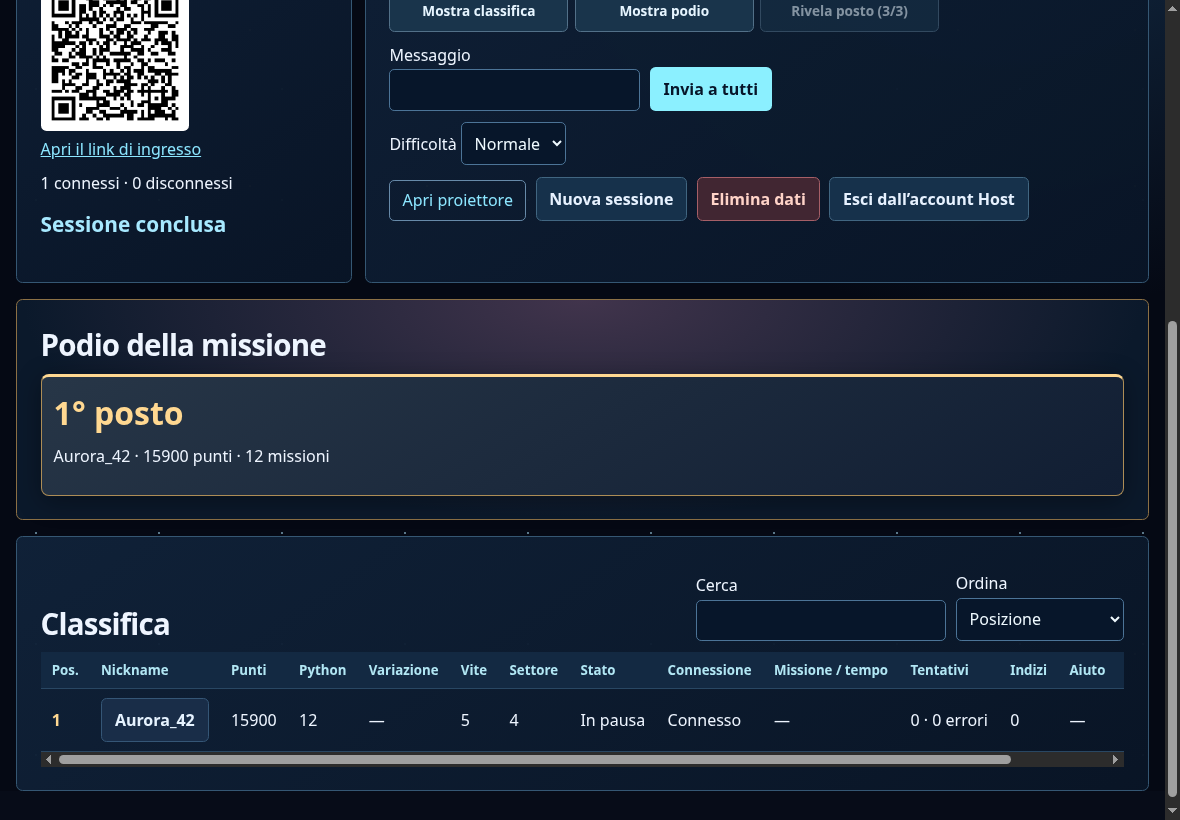 Mostra classifica
Mostra podio
Rivela posto (3/3)
Messaggio
Invia a tutti
Difficoltà
Normale
Apri proiettore
Nuova sessione
Elimina dati
Esci dall’account Host
Apri il link di ingresso
1 connessi · 0 disconnessi
Sessione conclusa
Podio della missione
1° posto
Aurora_42 · 15900 punti · 12 missioni
Classifica
Cerca
Ordina
Posizione
Pos. Nickname Punti Python Variazione Vite Settore Stato Connessione Missione / tempo Tentativi Indizi Aiuto
1 Aurora_42 15900 12 — 5 4 In pausa Connesso — 0 · 0 errori 0 —